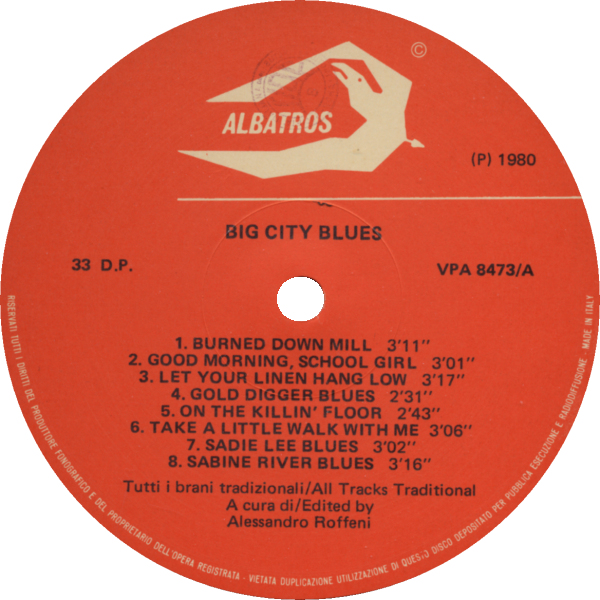 ©
ALBATROS
(P) 1980
BIG CITY BLUES
33 D.P.
VPA 8473/A
1. BURNED DOWN MILL 3'11"
2. GOOD MORNING, SCHOOL GIRL 3'01"
3. LET YOUR LINEN HANG LOW 3'17"
4. GOLD DIGGER BLUES 2'31"
5. ON THE KILLIN' FLOOR 2'43"
6. TAKE A LITTLE WALK WITH ME 3'06"
7. SADIE LEE BLUES 3'02"
8. SABINE RIVER BLUES 3'16"
Tutti i brani tradizionali/All Tracks Traditional
A cura di/Edited by
Alessandro Roffeni
RISERVATI TUTTI I DIRITTI DEL PRODUTTORE FONOGRAFICO E DEL PROPRIETARIO DELL'OPERA REGISTRATA - VIETATA DUPLICAZIONE UTILIZZAZIONE DI QUESTO DISCO DEPOSITATO PER PUBBLICA ESECUZIONE E RADIODIFFUSIONE - MADE IN ITALY